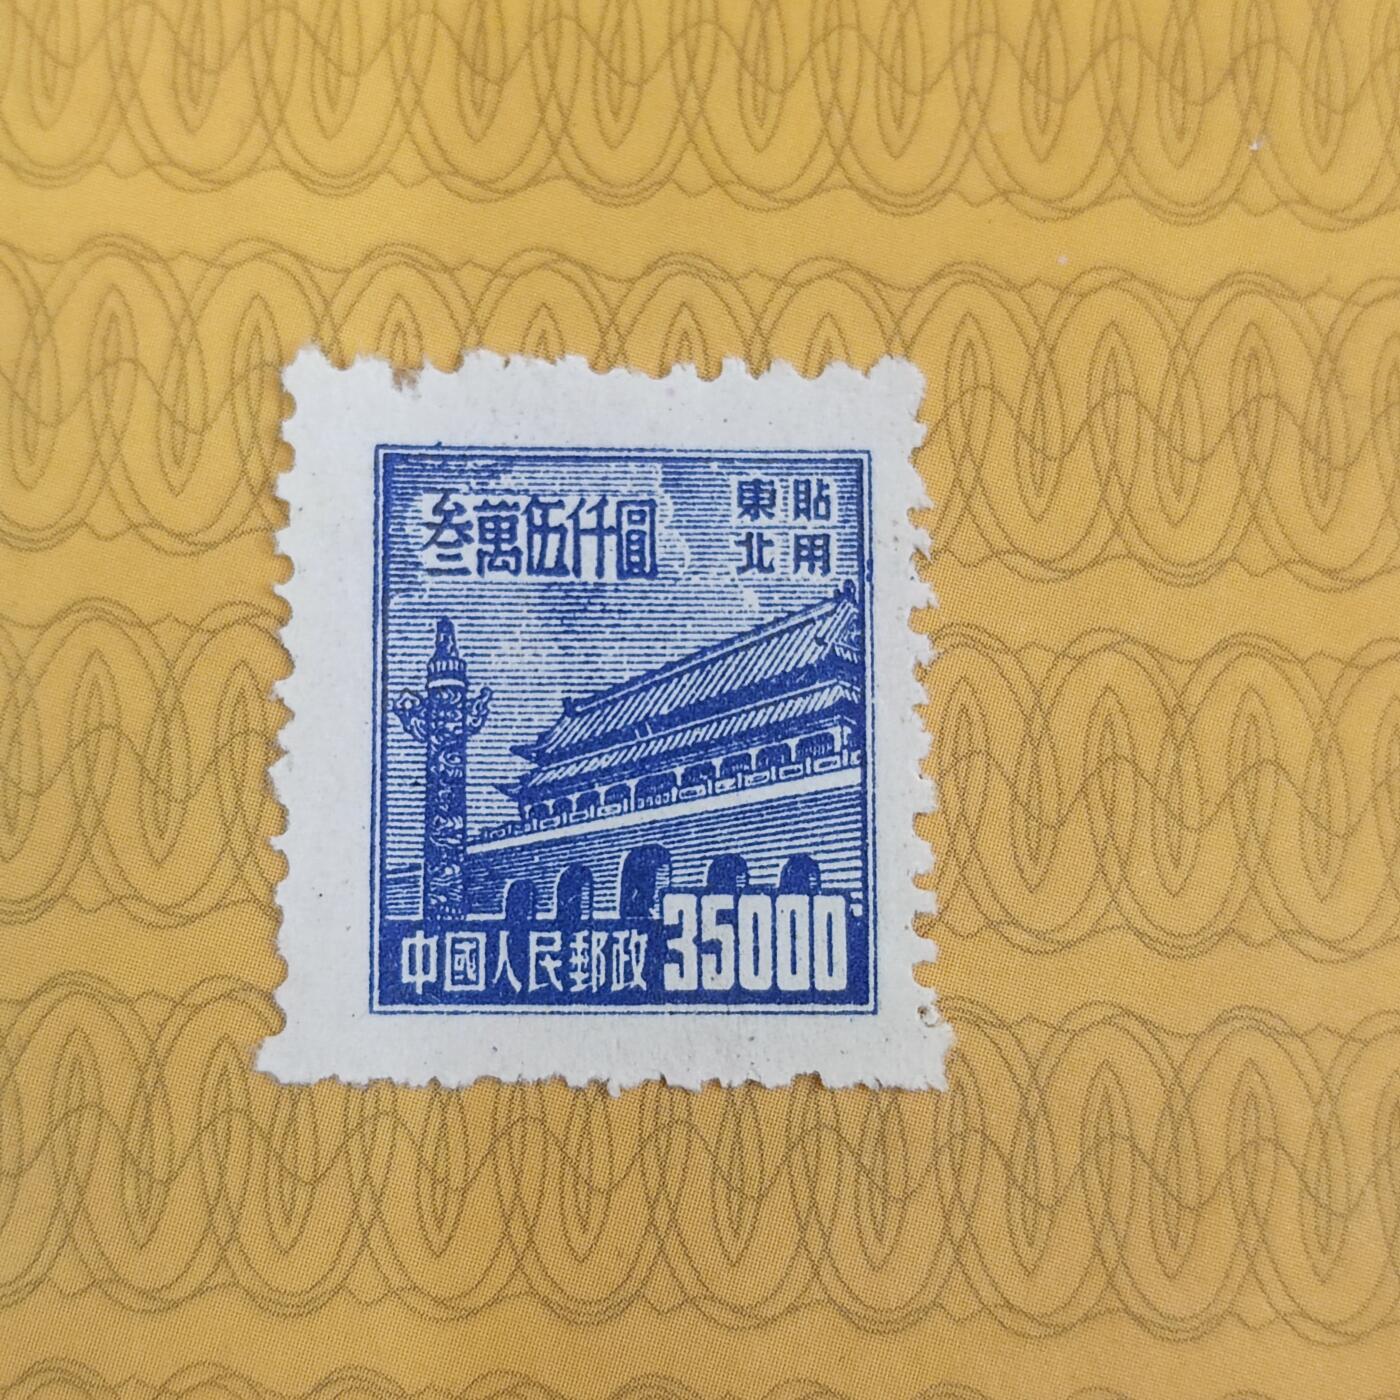 叁萬伍仟圓
東北
貼用
中國人民郵政 35000